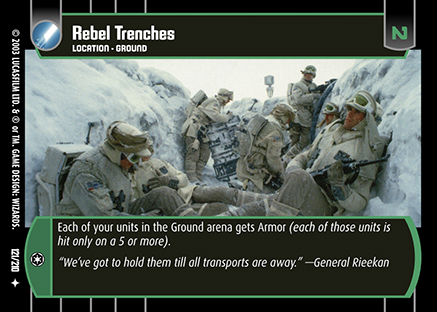 Rebel Trenches
LOCATION - GROUND
N
Each of your units in the Ground arena gets Armor (each of those units is
hit only on a 5 or more).
“We’ve got to hold them till all transports are away.” —General Rieekan
© 2003 LUCASFILM LTD. & ® or TM. GAME DESIGN: WIZARDS.
121/210